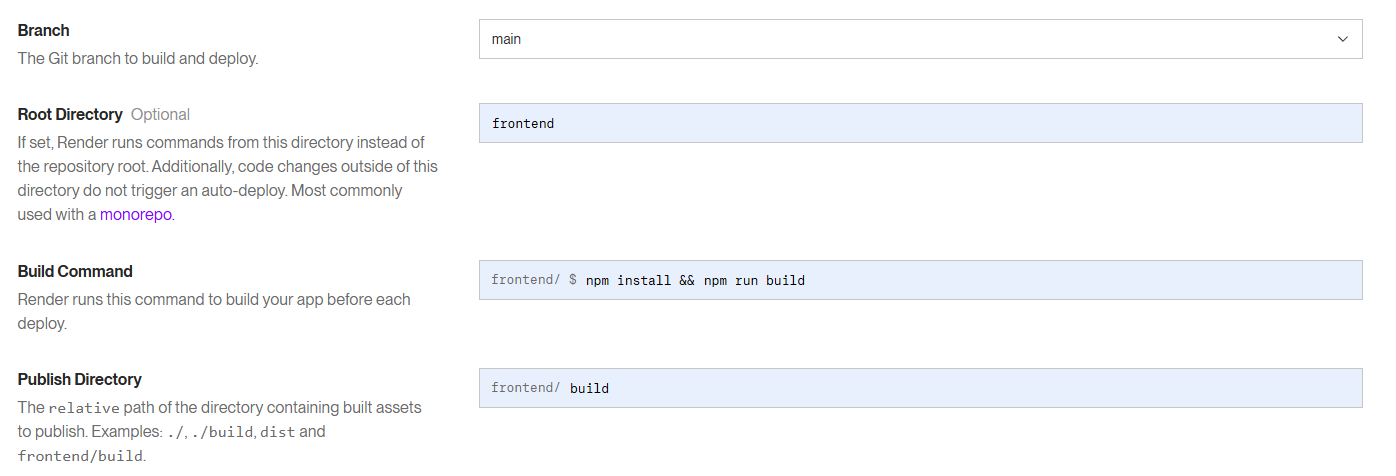 Branch
main
The Git branch to build and deploy.
Root Directory Optional
frontend
If set, Render runs commands from this directory instead of
the repository root. Additionally, code changes outside of this
directory do not trigger an auto-deploy. Most commonly
used with a monorepo.
Build Command
frontend/ $ npm install && npm run build
Render runs this command to build your app before each
deploy.
Publish Directory
frontend/ build
The relative path of the directory containing built assets
to publish. Examples: ./, ./build, dist and
frontend/build.